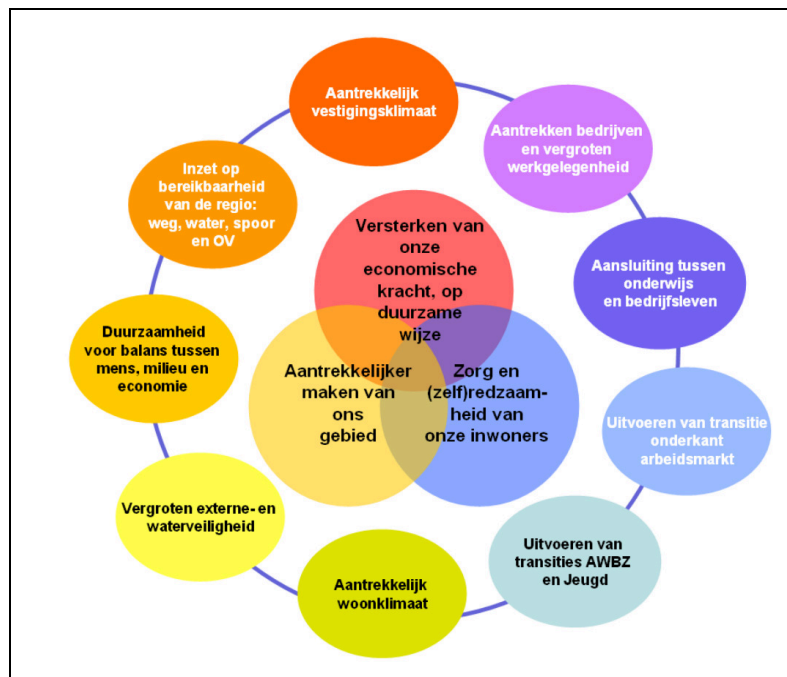 Aantrekkelijk
vestigingsklimaat
Aantrekken bedrijven
en vergroten
werkgelegenheid
Aansluiting tussen
onderwijs
en bedrijfsleven
Uitvoeren van transitie
onderkant
arbeidsmarkt
Uitvoeren van
transities AWBZ
en Jeugd
Aantrekkelijk
woonklimaat
Vergroten externe- en
waterveiligheid
Duurzaamheid
voor balans tussen
mens, milieu en
economie
Inzet op
bereikbaarheid
van de regio:
weg, water, spoor
en OV
Versterken van
onze
economische
kracht, op
duurzame
wijze
Aantrekkelijker
maken van
ons
gebied
Zorg en
(zelf)redzaam-
heid van
onze inwoners